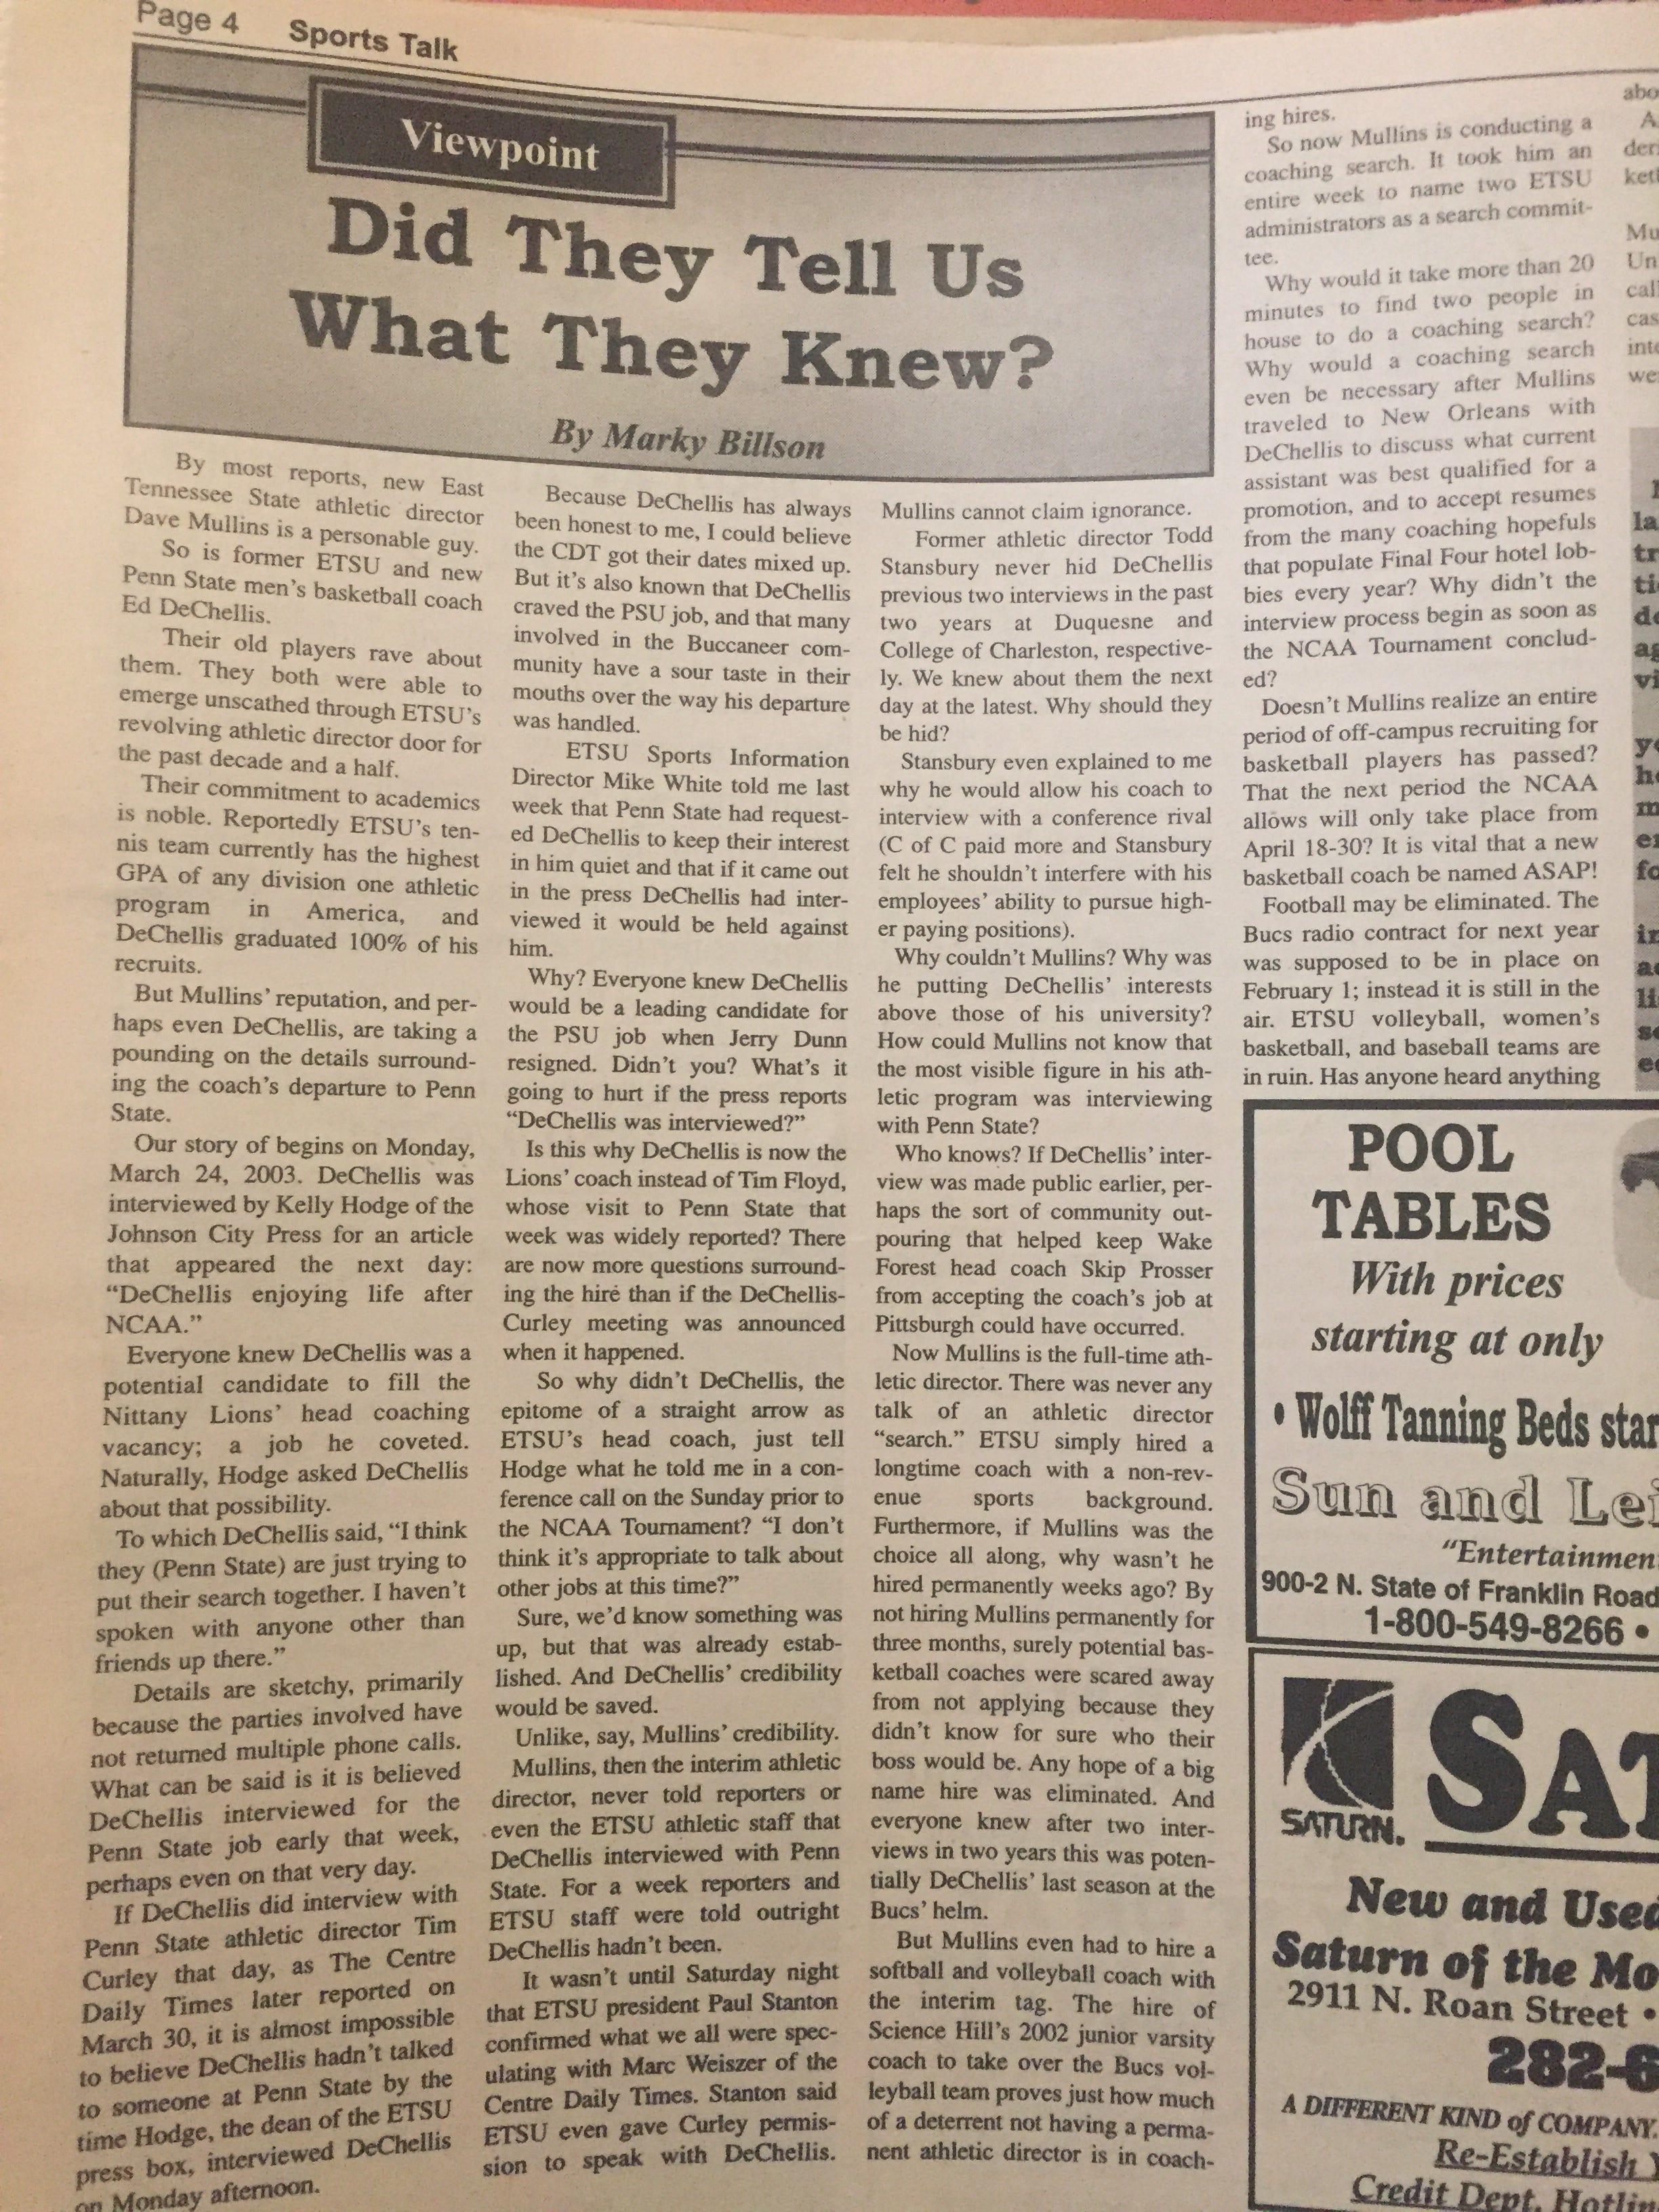 Page 4 Sports Talk
Viewpoint
Did They Tell Us
What They Knew?
By Marky Billson
By most reports, new East
Tennessee State athletic director
Dave Mullins is a personable guy.
So is former ETSU and new
Penn State men's basketball coach
Ed DeChellis.
Their old players rave about
them. They both were able to
emerge unscathed through ETSU's
revolving athletic director door for
the past decade and a half.
Their commitment to academics
is noble. Reportedly ETSU's ten-
nis team currently has the highest
GPA of any division one athletic
program in America, and
DeChellis graduated 100% of his
recruits.
But Mullins' reputation, and per-
haps even DeChellis, are taking a
pounding on the details surround-
ing the coach's departure to Penn
State.
Our story of begins on Monday,
March 24, 2003. DeChellis was
interviewed by Kelly Hodge of the
Johnson City Press for an article
that appeared the next day:
"DeChellis enjoying life after
NCAA."
Everyone knew DeChellis was a
potential candidate to fill the
Nittany Lions' head coaching
vacancy; a job he coveted.
Naturally, Hodge asked DeChellis
about that possibility.
To which DeChellis said, "I think
they (Penn State) are just trying to
put their search together. I haven't
spoken with anyone other than
friends up there."
Details are sketchy, primarily
because the parties involved have
not returned multiple phone calls.
What can be said is it is believed
DeChellis interviewed for the
Penn State job early that week,
perhaps even on that very day.
If DeChellis did interview with
Penn State athletic director Tim
Curley that day, as The Centre
Daily Times later reported on
March 30, it is almost impossible
to believe DeChellis hadn't talked
to someone at Penn State by the
time Hodge, the dean of the ETSU
press box, interviewed DeChellis
on Monday afternoon.
Because DeChellis has always
been honest to me, I could believe
the CDT got their dates mixed up.
But it's also known that DeChellis
craved the PSU job, and that many
involved in the Buccaneer com-
munity have a sour taste in their
mouths over the way his departure
was handled.
ETSU Sports Information
Director Mike White told me last
week that Penn State had request-
ed DeChellis to keep their interest
in him quiet and that if it came out
in the press DeChellis had inter-
viewed it would be held against
him.
Why? Everyone knew DeChellis
would be a leading candidate for
the PSU job when Jerry Dunn
resigned. Didn't you? What's it
going to hurt if the press reports
"DeChellis was interviewed?"
Is this why DeChellis is now the
Lions' coach instead of Tim Floyd,
whose visit to Penn State that
week was widely reported? There
are now more questions surround-
ing the hire than if the DeChellis-
Curley meeting was announced
when it happened.
So why didn't DeChellis, the
epitome of a straight arrow as
ETSU's head coach, just tell
Hodge what he told me in a con-
ference call on the Sunday prior to
the NCAA Tournament? "I don't
think it's appropriate to talk about
other jobs at this time?"
Sure, we'd know something was
up, but that was already estab-
lished. And DeChellis' credibility
would be saved.
Unlike, say, Mullins' credibility.
Mullins, then the interim athletic
director, never told reporters or
even the ETSU athletic staff that
DeChellis interviewed with Penn
State. For a week reporters and
ETSU staff were told outright
DeChellis hadn't been.
It wasn't until Saturday night
that ETSU president Paul Stanton
confirmed what we all were spec-
ulating with Marc Weiszer of the
Centre Daily Times. Stanton said
ETSU even gave Curley permis-
sion to speak with DeChellis.
Mullins cannot claim ignorance.
Former athletic director Todd
Stansbury never hid DeChellis
previous two interviews in the past
two years at Duquesne and
College of Charleston, respective-
ly. We knew about them the next
day at the latest. Why should they
be hid?
Stansbury even explained to me
why he would allow his coach to
interview with a conference rival
(C of C paid more and Stansbury
felt he shouldn't interfere with his
employees' ability to pursue high-
er paying positions).
Why couldn't Mullins? Why was
he putting DeChellis' interests
above those of his university?
How could Mullins not know that
the most visible figure in his ath-
letic program was interviewing
with Penn State?
Who knows? If DeChellis' inter-
view was made public earlier, per-
haps the sort of community out-
pouring that helped keep Wake
Forest head coach Skip Prosser
from accepting the coach's job at
Pittsburgh could have occurred.
Now Mullins is the full-time ath-
letic director. There was never any
talk of an athletic director
"search." ETSU simply hired a
longtime coach with a non-rev-
enue sports background.
Furthermore, if Mullins was the
choice all along, why wasn't he
hired permanently weeks ago? By
not hiring Mullins permanently for
three months, surely potential bas-
ketball coaches were scared away
from not applying because they
didn't know for sure who their
boss would be. Any hope of a big
name hire was eliminated. And
everyone knew after two inter-
views in two years this was poten-
tially DeChellis' last season at the
Bucs' helm.
But Mullins even had to hire a
softball and volleyball coach with
the interim tag. The hire of
Science Hill's 2002 junior varsity
coach to take over the Bucs vol-
leyball team proves just how much
of a deterrent not having a perma-
nent athletic director is in coach-
ing hires.
So now Mullins is conducting a
coaching search. It took him an
entire week to name two ETSU
administrators as a search commit-
tee.
Why would it take more than 20
minutes to find two people in
house to do a coaching search?
Why would a coaching search
even be necessary after Mullins
traveled to New Orleans with
DeChellis to discuss what current
assistant was best qualified for a
promotion, and to accept resumes
from the many coaching hopefuls
that populate Final Four hotel lob-
bies every year? Why didn't the
interview process begin as soon as
the NCAA Tournament conclud-
ed?
Doesn't Mullins realize an entire
period of off-campus recruiting for
basketball players has passed?
That the next period the NCAA
allows will only take place from
April 18-30? It is vital that a new
basketball coach be named ASAP!
Football may be eliminated. The
Bucs radio contract for next year
was supposed to be in place on
February 1; instead it is still in the
air. ETSU volleyball, women's
basketball, and baseball teams are
in ruin. Has anyone heard anything
POOL
TABLES
With prices
starting at only
• Wolff Tanning Beds star
Sun and Lei
"Entertainmen
900-2 N. State of Franklin Road
1-800-549-8266 •
SATURN.
SAT
New and Used
Saturn of the Mo
2911 N. Roan Street •
282-6
A DIFFERENT KIND of COMPANY.
Re-Establish Y
Credit Dept. Hotlin